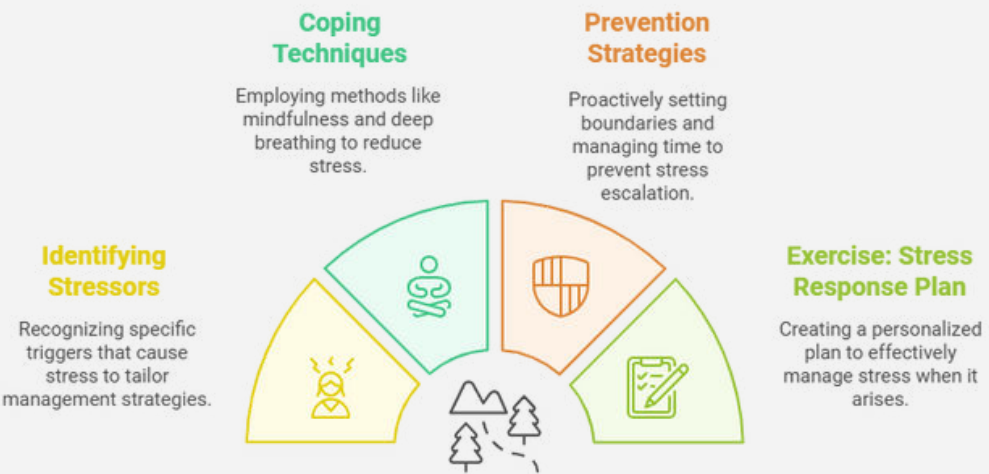 Coping
Techniques
Employing methods like
mindfulness and deep
breathing to reduce
stress.
Prevention
Strategies
Proactively setting
boundaries and
managing time to
prevent stress
escalation.
Identifying
Stressors
Recognizing specific
triggers that cause
stress to tailor
management strategies.
Exercise: Stress
Response Plan
Creating a personalized
plan to effectively
manage stress when it
arises.